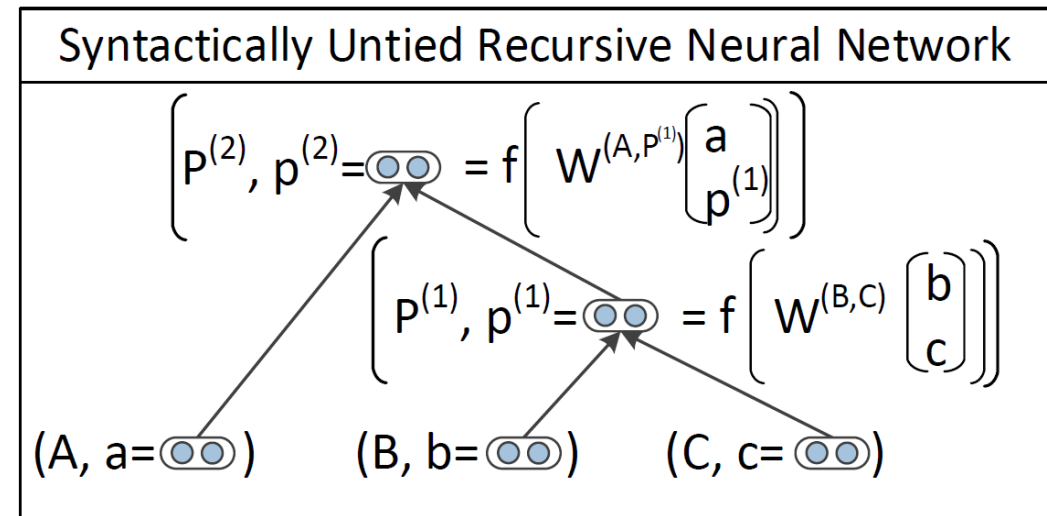 Syntactically Untied Recursive Neural Network
(P^(2), p^(2)= = f(W^(A,P^(1)) [a p^(1)]))
(P^(1), p^(1)= = f(W^(B,C) [b c]))
(A, a= ) (B, b= ) (C, c= )